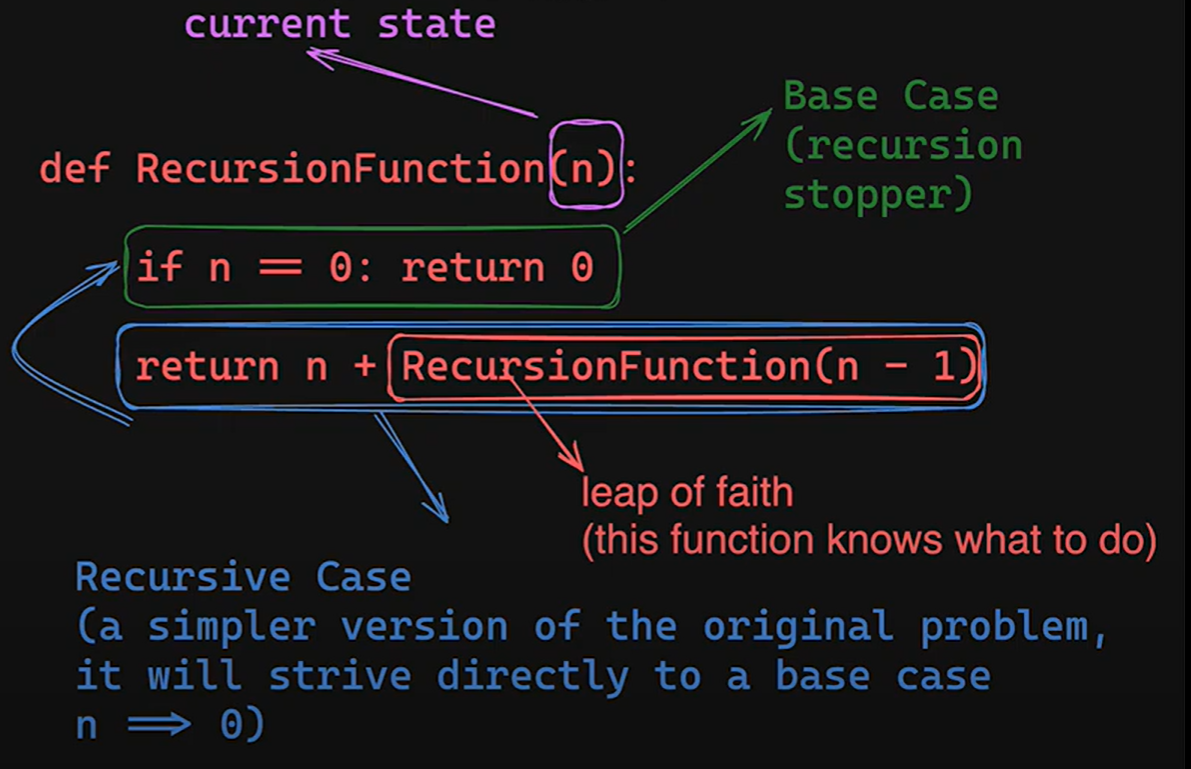 current state
Base Case
(recursion
stopper)
def RecursionFunction(n):
if n == 0: return 0
return n + RecursionFunction(n - 1)
leap of faith
(this function knows what to do)
Recursive Case
(a simpler version of the original problem,
it will strive directly to a base case
n ⟹ 0)